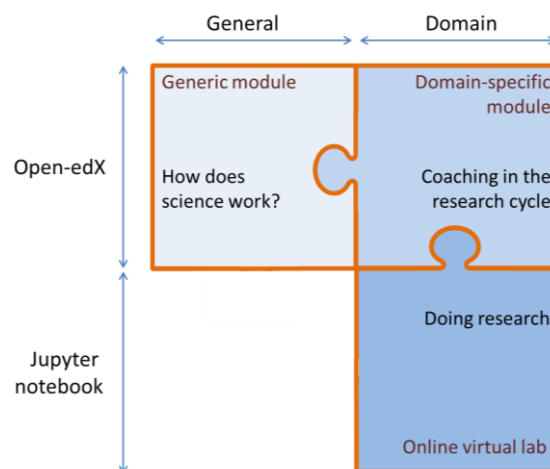 General
Domain
Generic module
Domain-specific
module
Open-edX
How does
science work?
Coaching in the
research cycle
Doing research
Jupyter
notebook
Online virtual lab